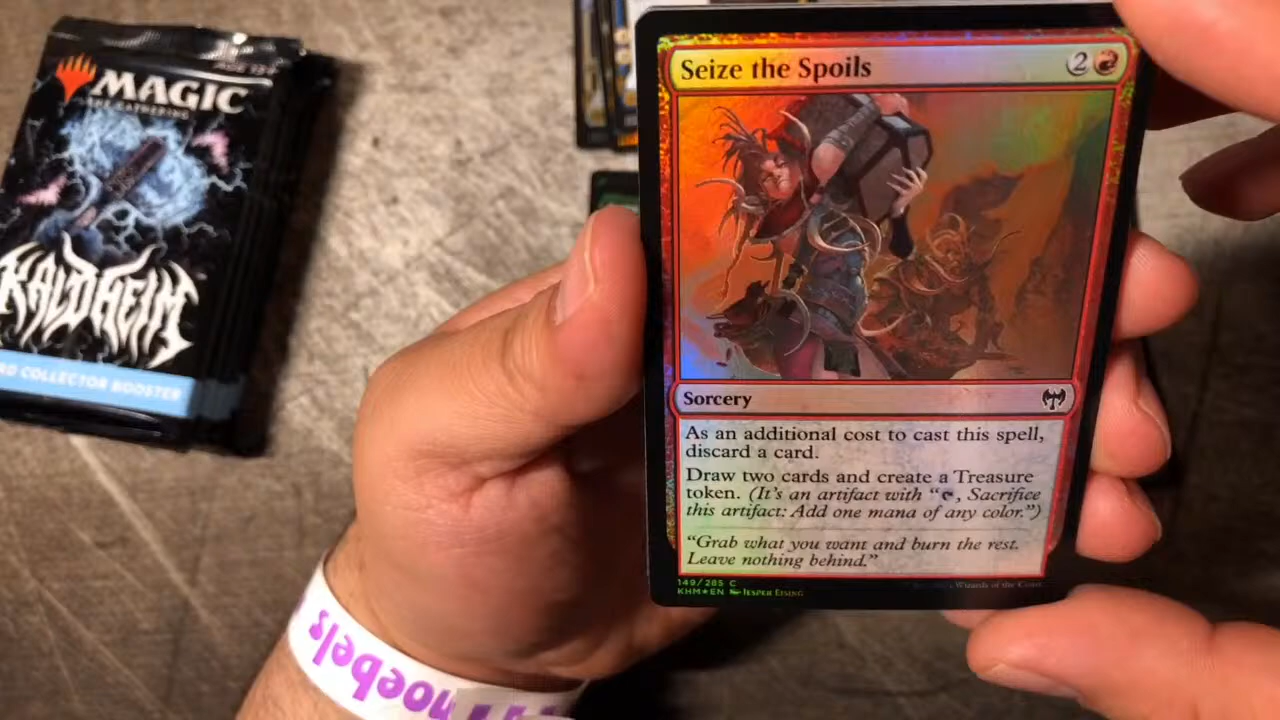 MAGIC
THE GATHERING
KALDHEIM
COLLECTOR BOOSTER
Seize the Spoils
2
Sorcery
As an additional cost to cast this spell,
discard a card.
Draw two cards and create a Treasure
token. (It's an artifact with “, Sacrifice
this artifact: Add one mana of any color.”)
“Grab what you want and burn the rest.
Leave nothing behind.”
149/285 C
KHM★EN Jesper Ejsing
Wizards of the Coast
noebels